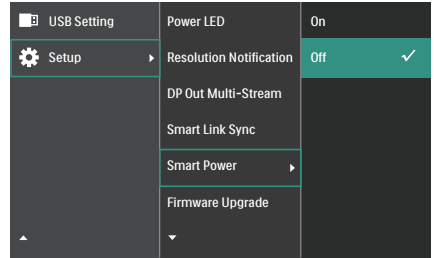 USB Setting
Setup
Power LED
Resolution Notification
DP Out Multi-Stream
Smart Link Sync
Smart Power
Firmware Upgrade
On
Off